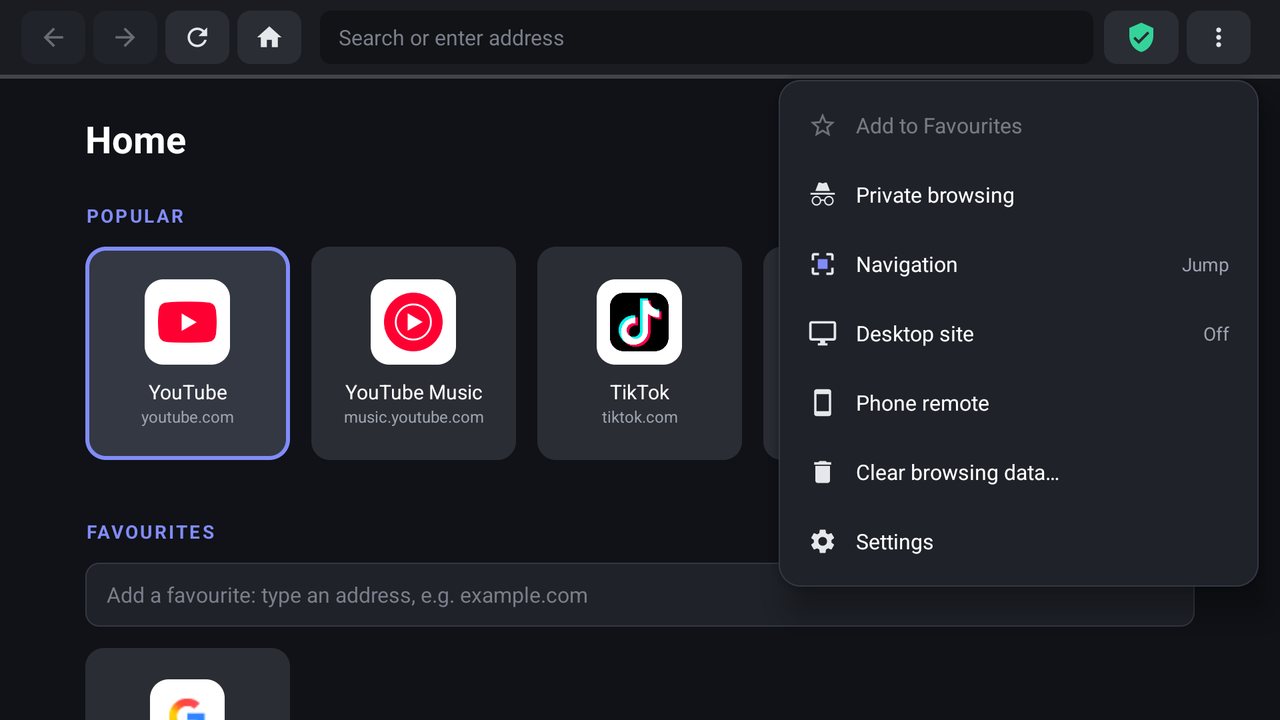 Search or enter address
Home
POPULAR
YouTube
youtube.com
YouTube Music
music.youtube.com
TikTok
tiktok.com
Add to Favourites
Private browsing
Navigation
Jump
Desktop site
Off
Phone remote
Clear browsing data…
Settings
FAVOURITES
Add a favourite: type an address, e.g. example.com